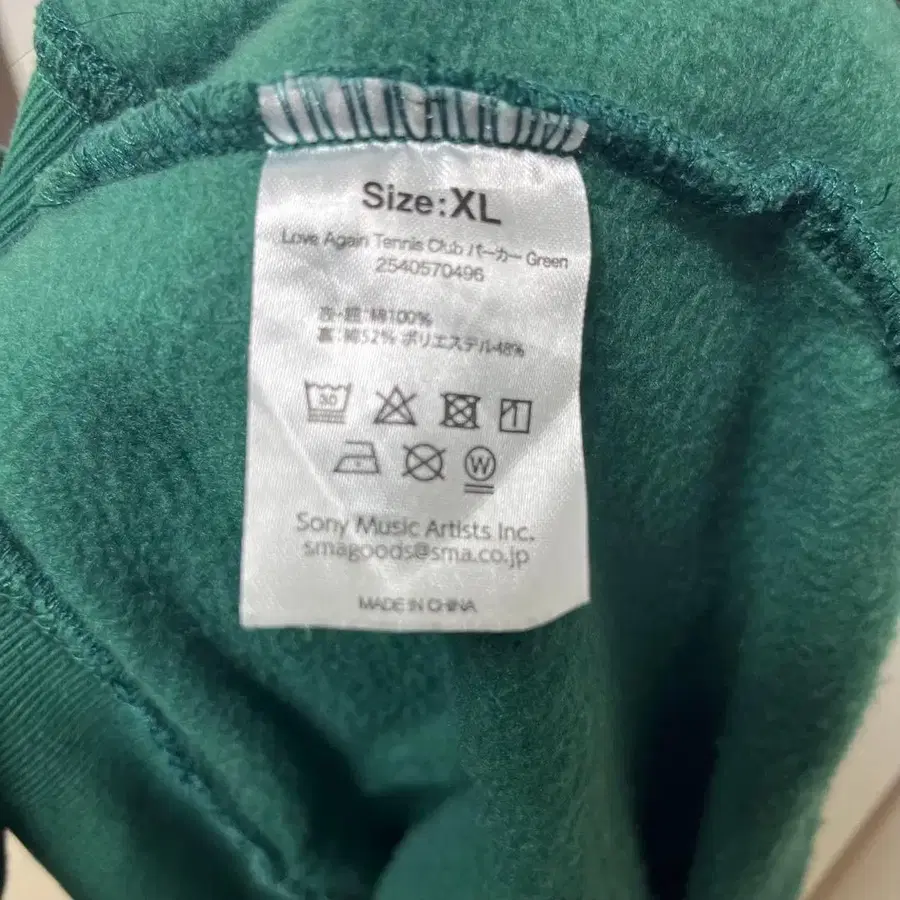 Size:XL
Love Again Tennis Club パーカー Green
2540570496
表・紐:綿100%
裏:綿52% ポリエステル48%
30
W
Sony Music Artists Inc.
smagoods@sma.co.jp
MADE IN CHINA